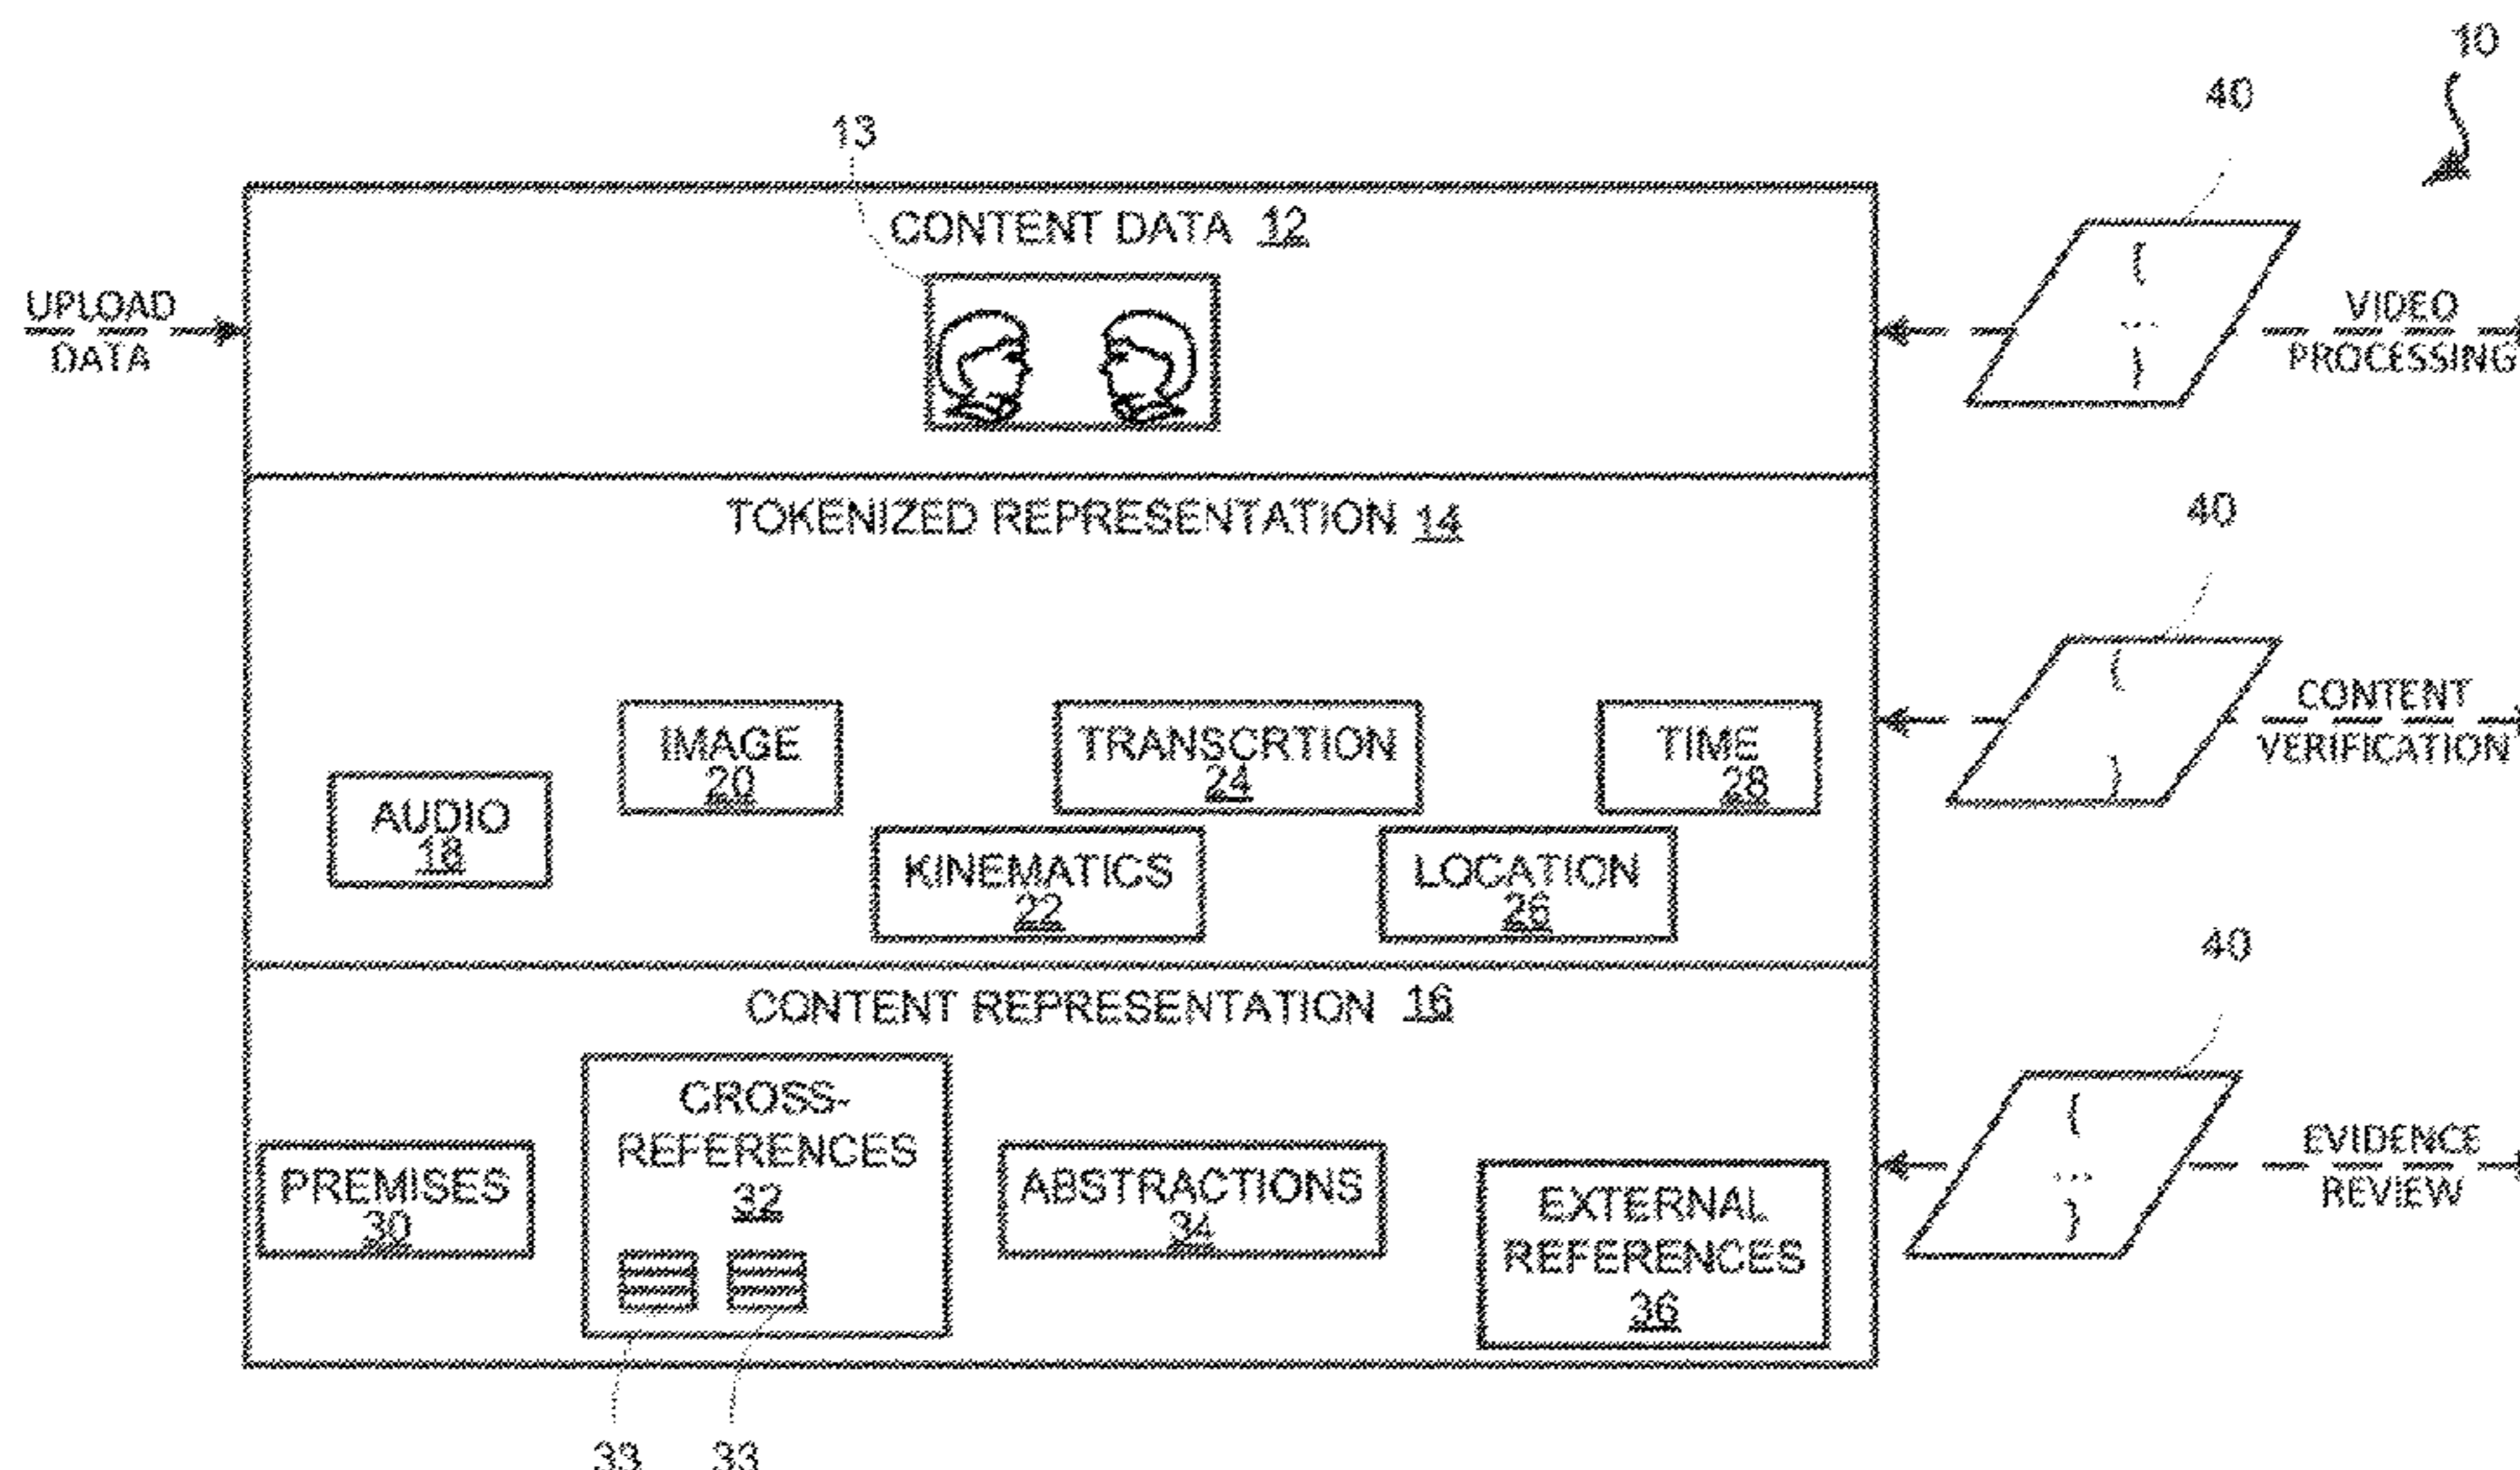 10
40
13
CONTENT DATA 12
UPLOAD
DATA
VIDEO
PROCESSING
TOKENIZED REPRESENTATION 14
40
CONTENT
VERIFICATION
IMAGE
20
TRANSCRTION
24
TIME
28
AUDIO
18
KINEMATICS
22
LOCATION
26
40
CONTENT REPRESENTATION 16
CROSS-
REFERENCES
32
PREMISES
30
ABSTRACTIONS
34
EXTERNAL
REFERENCES
36
EVIDENCE
REVIEW
33
33